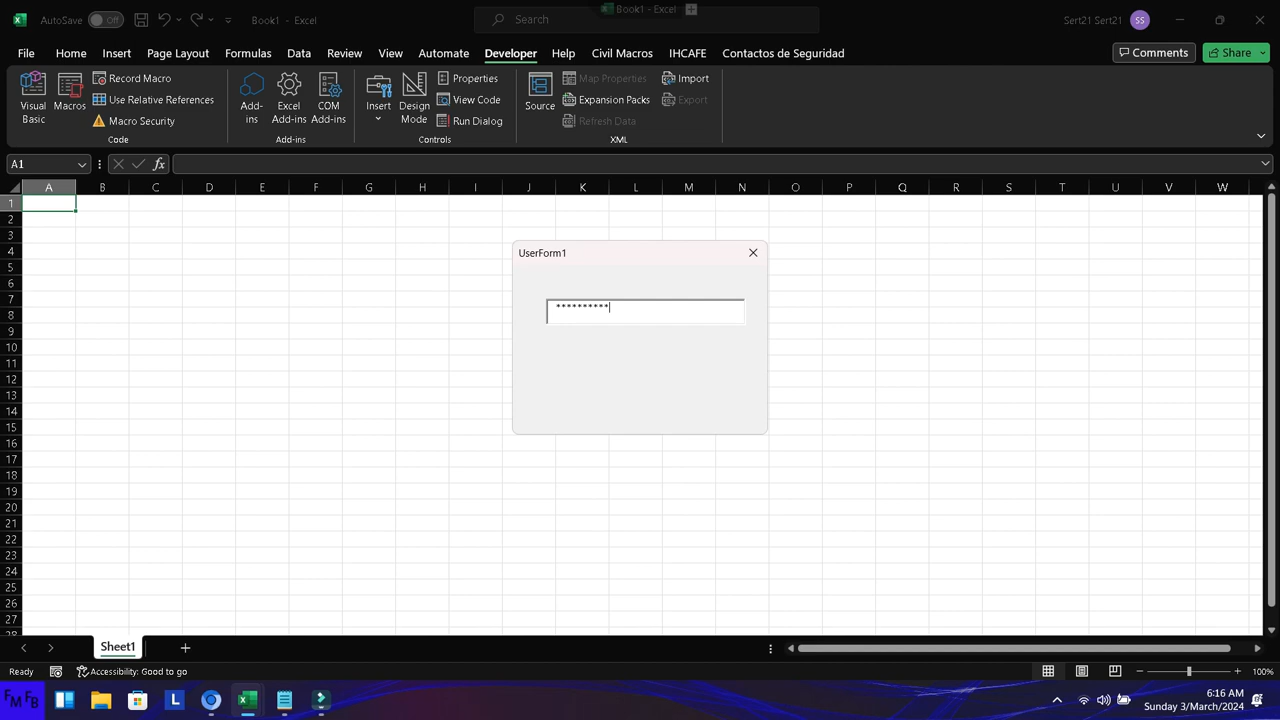 AutoSave Off Book1 - Excel Search Book1 - Excel Sert21 Sert21 SS
File Home Insert Page Layout Formulas Data Review View Automate Developer Help Civil Macros IHCAFE Contactos de Seguridad Comments Share
Visual Basic
Macros
Record Macro
Use Relative References
Macro Security
Code
Add-ins
Excel Add-ins
COM Add-ins
Add-ins
Insert
Design Mode
Properties
View Code
Run Dialog
Controls
Source
Map Properties
Expansion Packs
Refresh Data
Import
Export
XML
A1 fx
A B C D E F G H I J K L M N O P Q R S T U V W
1
2
3
4
5
6
7
8
9
10
11
12
13
14
15
16
17
18
19
20
21
22
23
24
25
26
27
28
UserForm1
**********
Sheet1
Ready Accessibility: Good to go 100%
FM FB L 6:16 AM
Sunday 3/March/2024